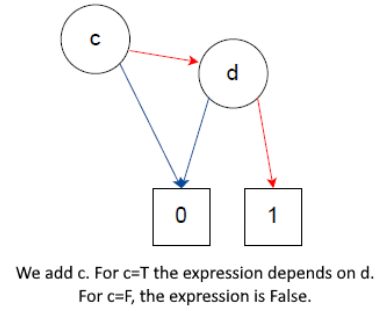 c
d
0
1
We add c. For c=T the expression depends on d.
For c=F, the expression is False.